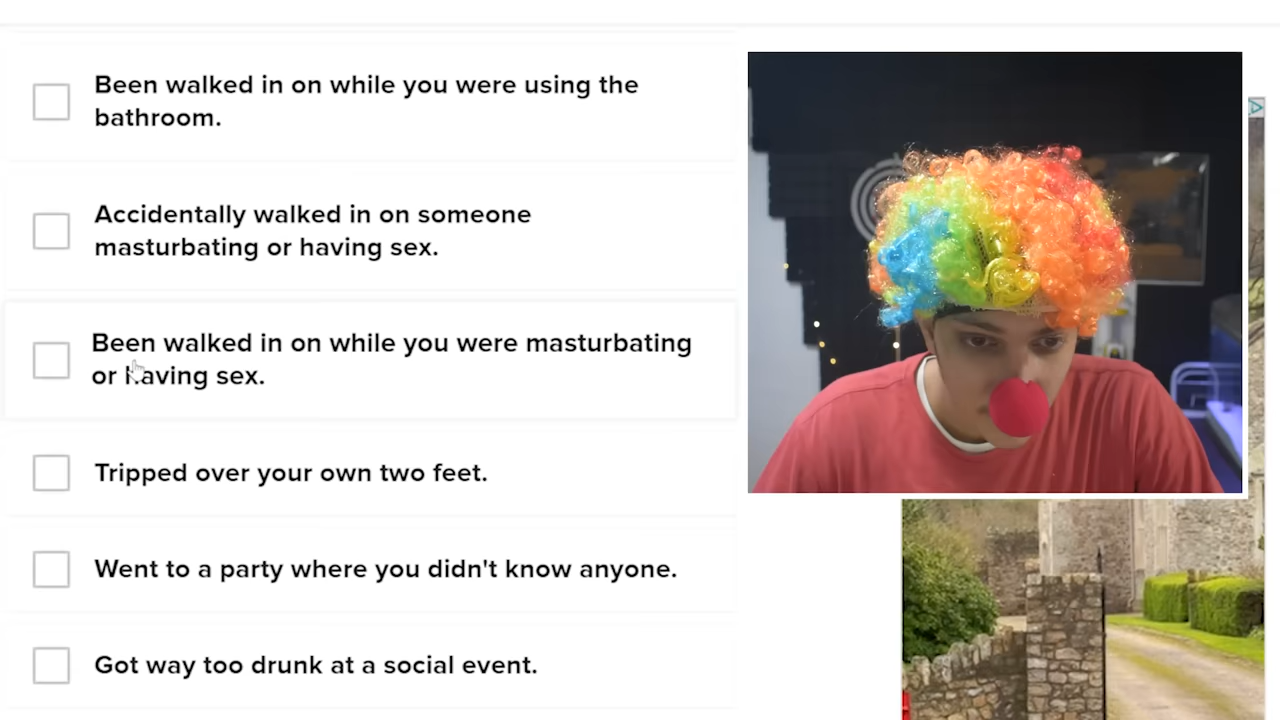 Been walked in on while you were using the
bathroom.
Accidentally walked in on someone
masturbating or having sex.
Been walked in on while you were masturbating
or having sex.
Tripped over your own two feet.
Went to a party where you didn't know anyone.
Got way too drunk at a social event.